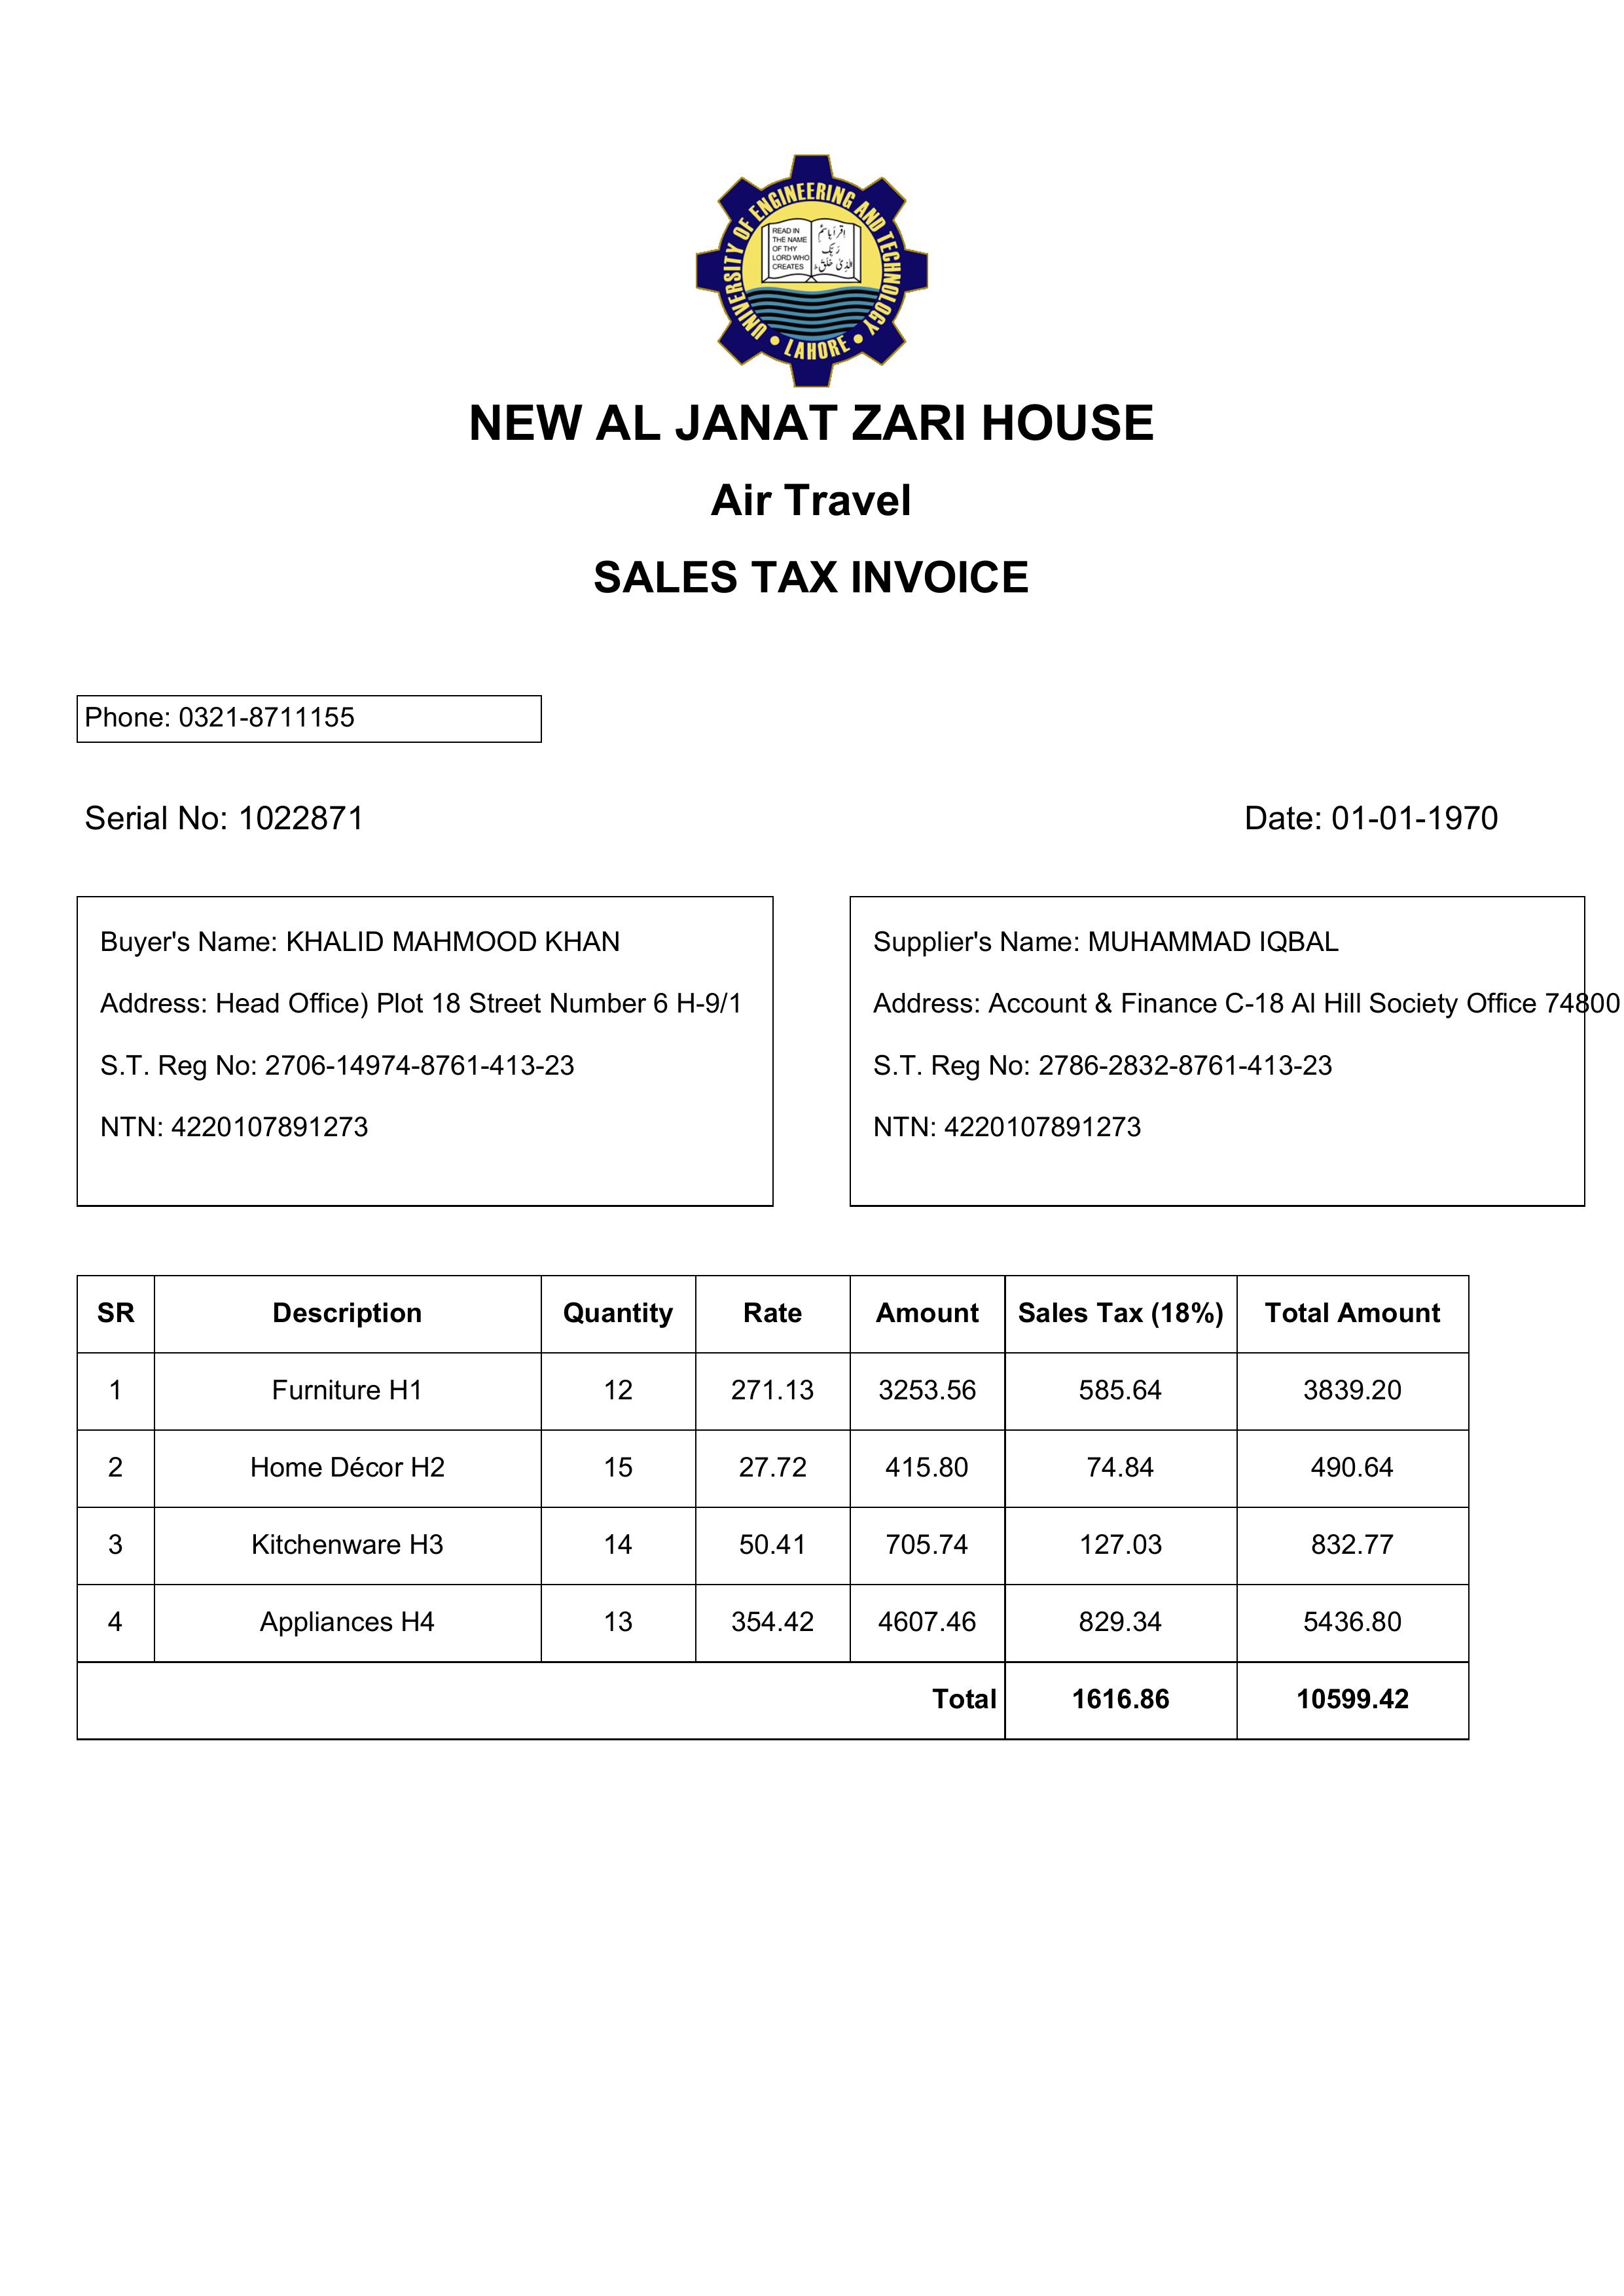 UNIVERSITY OF ENGINEERING AND TECHNOLOGY
• LAHORE •
READ IN
THE NAME
OF THY
LORD WHO
CREATES
اِقْرَأْ بِاسْمِ
رَبِّكَ
الَّذِیْ خَلَقَ
NEW AL JANAT ZARI HOUSE
Air Travel
SALES TAX INVOICE
Phone: 0321-8711155
Serial No: 1022871 Date: 01-01-1970
Buyer's Name: KHALID MAHMOOD KHAN
Address: Head Office) Plot 18 Street Number 6 H-9/1
S.T. Reg No: 2706-14974-8761-413-23
NTN: 4220107891273
Supplier's Name: MUHAMMAD IQBAL
Address: Account & Finance C-18 Al Hill Society Office 74800
S.T. Reg No: 2786-2832-8761-413-23
NTN: 4220107891273
SR Description Quantity Rate Amount Sales Tax (18%) Total Amount
1 Furniture H1 12 271.13 3253.56 585.64 3839.20
2 Home Décor H2 15 27.72 415.80 74.84 490.64
3 Kitchenware H3 14 50.41 705.74 127.03 832.77
4 Appliances H4 13 354.42 4607.46 829.34 5436.80
Total 1616.86 10599.42